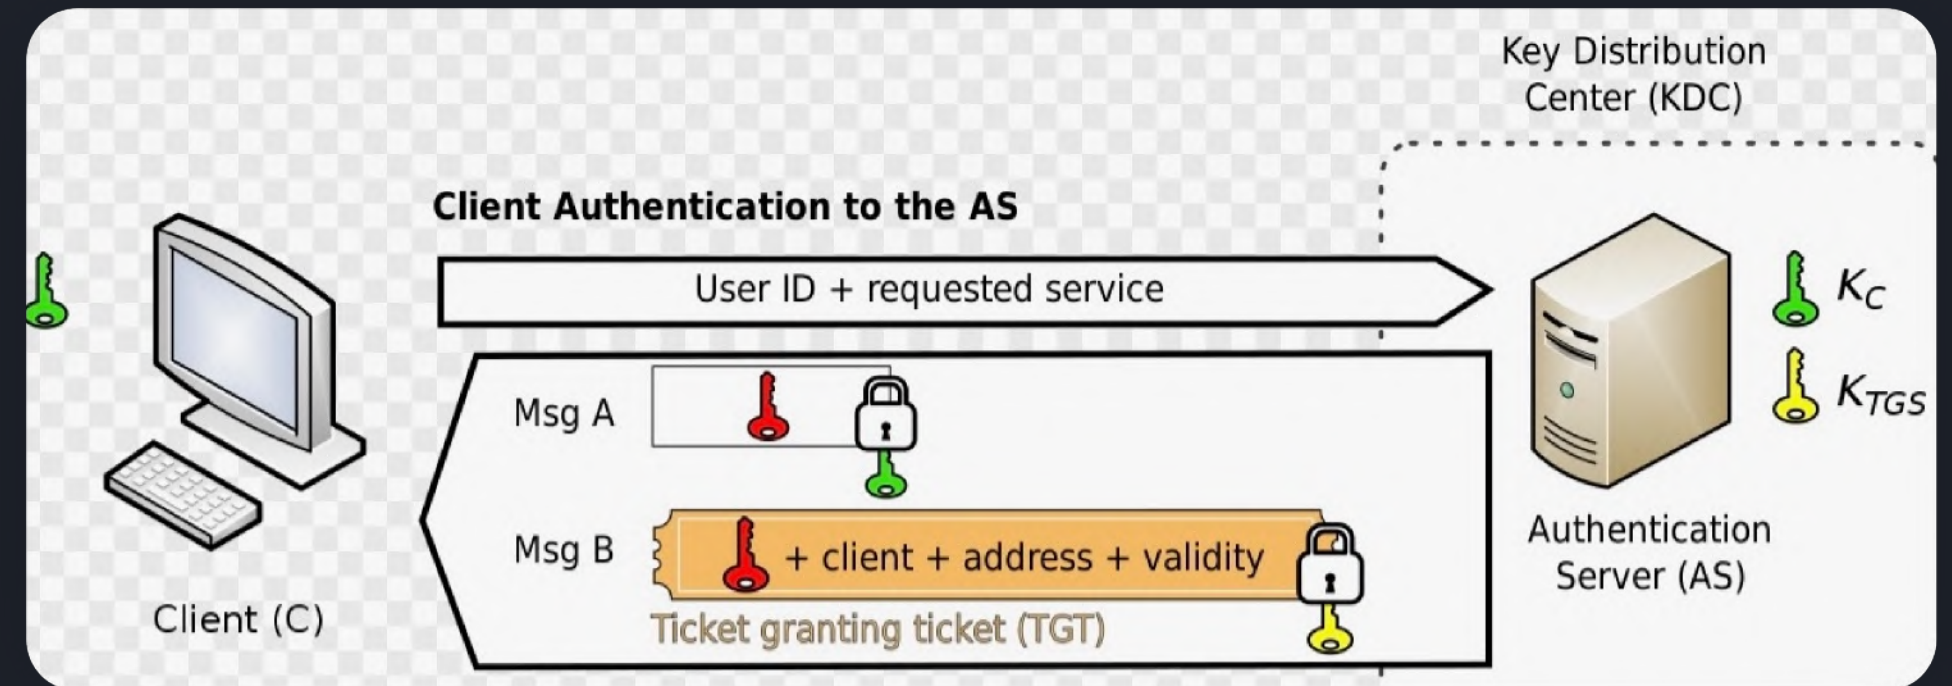 Key Distribution
Center (KDC)
Client Authentication to the AS
User ID + requested service
K_C
K_TGS
Msg A
Msg B
+ client + address + validity
Ticket granting ticket (TGT)
Authentication
Server (AS)
Client (C)